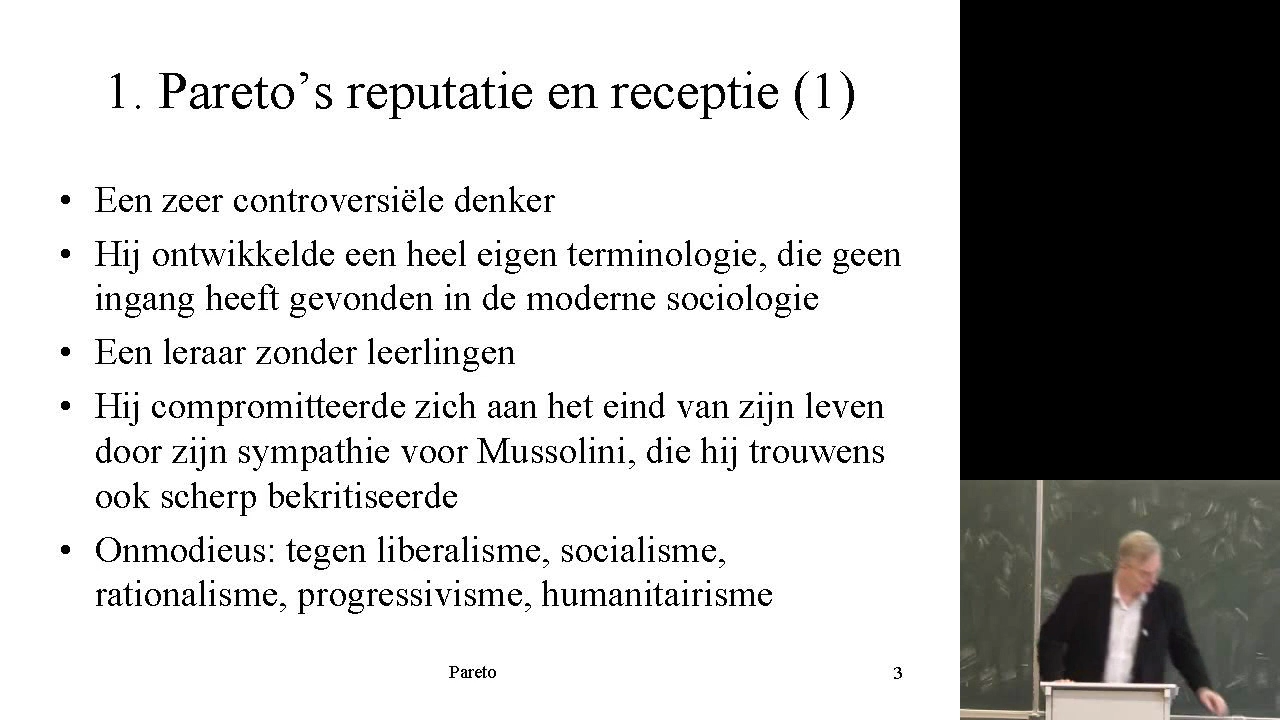 1. Pareto’s reputatie en receptie (1)
• Een zeer controversiële denker
• Hij ontwikkelde een heel eigen terminologie, die geen
ingang heeft gevonden in de moderne sociologie
• Een leraar zonder leerlingen
• Hij compromitteerde zich aan het eind van zijn leven
door zijn sympathie voor Mussolini, die hij trouwens
ook scherp bekritiseerde
• Onmodieus: tegen liberalisme, socialisme,
rationalisme, progressivisme, humanitairisme
Pareto
3